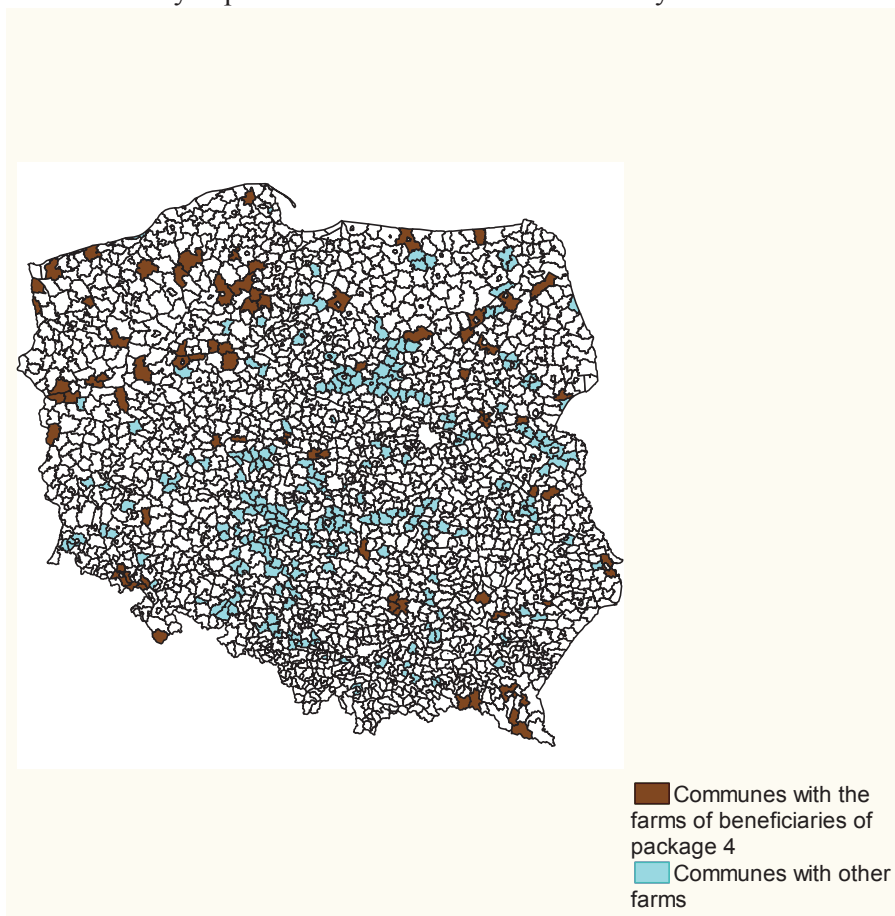 Communes with the
farms of beneficiaries of
package 4
Communes with other
farms